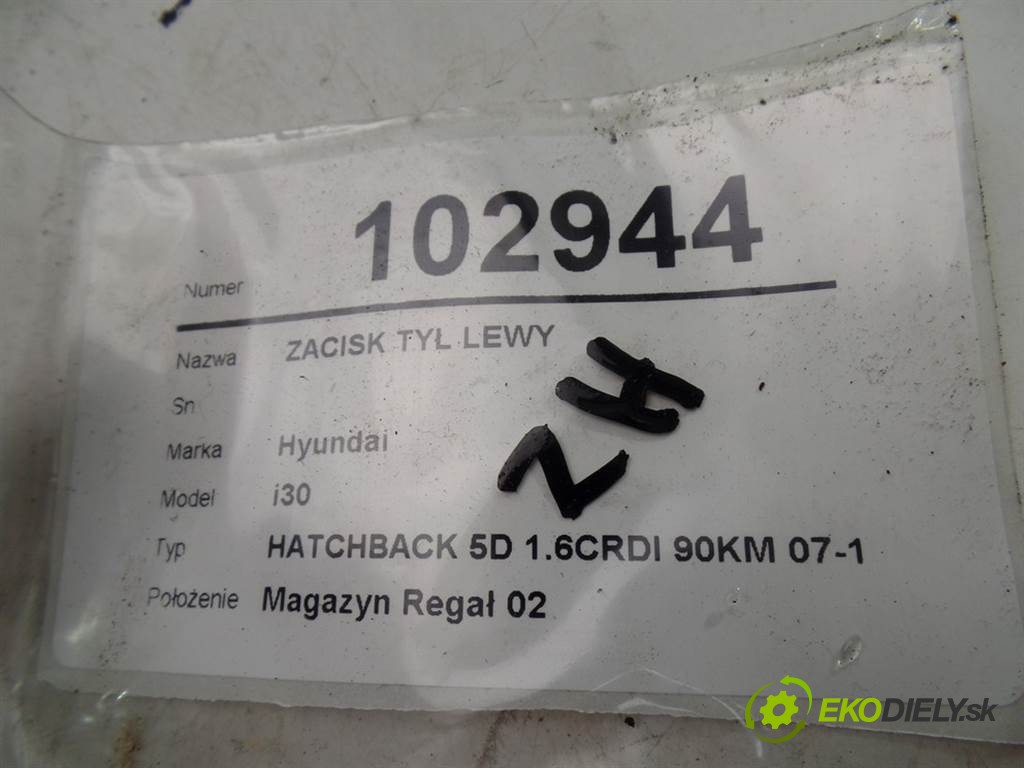 Numer 102944
Nazwa ZACISK TYŁ LEWY
Sn
Marka Hyundai
Model i30
Typ HATCHBACK 5D 1.6CRDI 90KM 07-1
Położenie Magazyn Regał 02
ZH
EKODIELY.sk